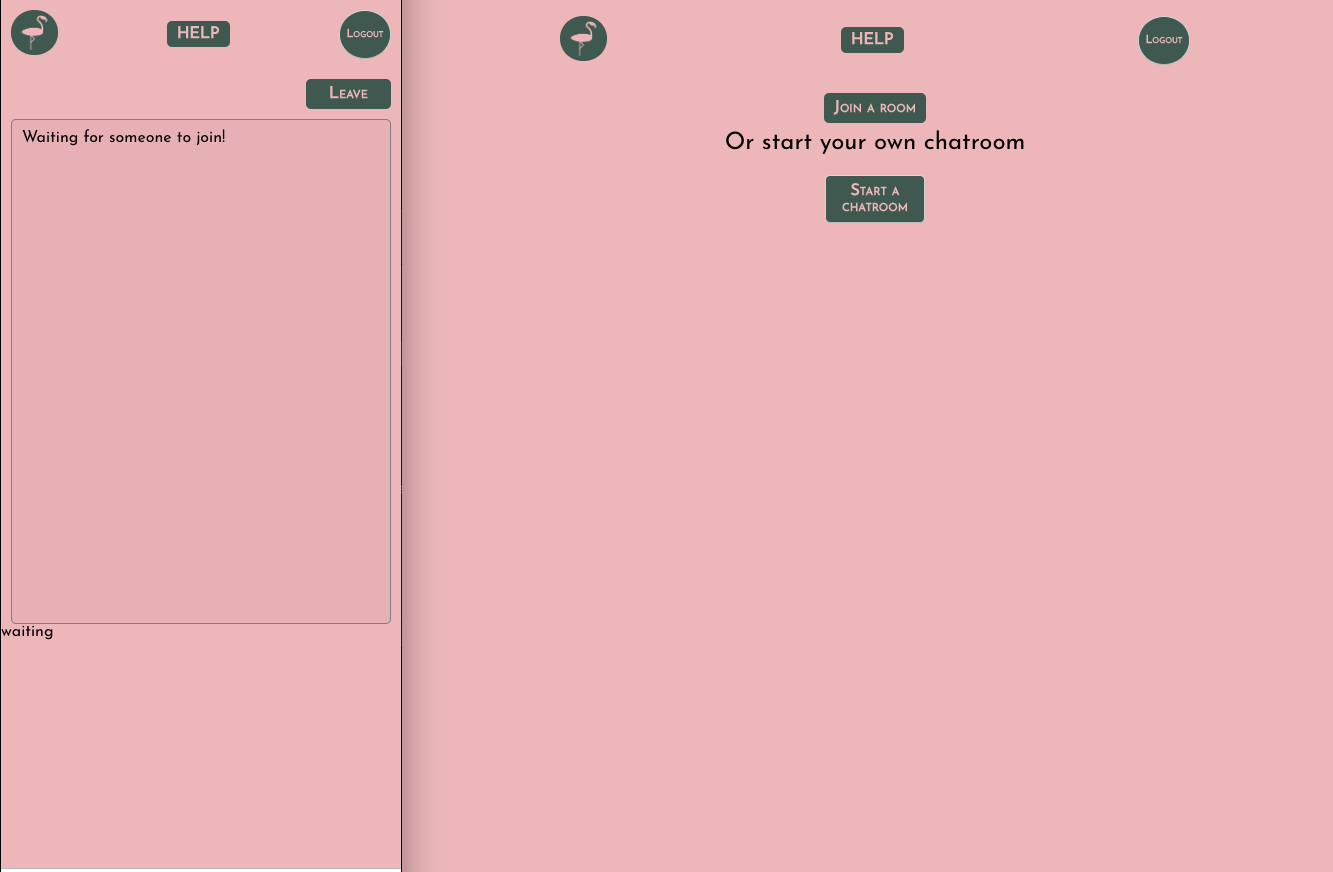 HELP
Logout
Leave
Waiting for someone to join!
waiting
HELP
Logout
Join a room
Or start your own chatroom
Start a
chatroom